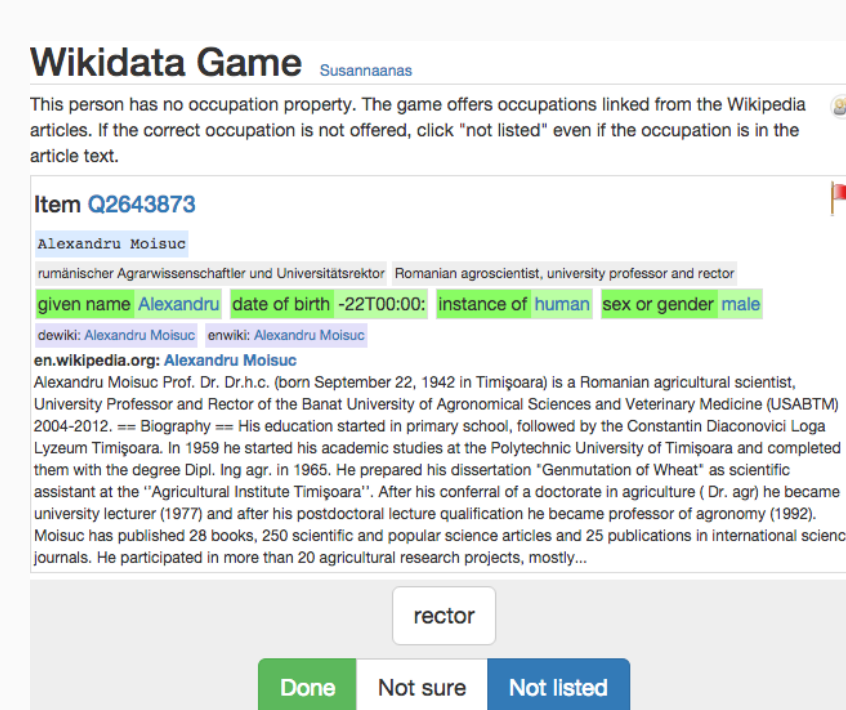 Wikidata Game Susannaanas
This person has no occupation property. The game offers occupations linked from the Wikipedia
articles. If the correct occupation is not offered, click "not listed" even if the occupation is in the
article text.
Item Q2643873
Alexandru Moisuc
rumänischer Agrarwissenschaftler und Universitätsrektor Romanian agroscientist, university professor and rector
given name Alexandru date of birth -22T00:00: instance of human sex or gender male
dewiki: Alexandru Moisuc enwiki: Alexandru Moisuc
en.wikipedia.org: Alexandru Moisuc
Alexandru Moisuc Prof. Dr. Dr.h.c. (born September 22, 1942 in Timişoara) is a Romanian agricultural scientist,
University Professor and Rector of the Banat University of Agronomical Sciences and Veterinary Medicine (USABTM)
2004-2012. == Biography == His education started in primary school, followed by the Constantin Diaconovici Loga
Lyzeum Timişoara. In 1959 he started his academic studies at the Polytechnic University of Timişoara and completed
them with the degree Dipl. Ing agr. in 1965. He prepared his dissertation "Genmutation of Wheat" as scientific
assistant at the ''Agricultural Institute Timişoara''. After his conferral of a doctorate in agriculture ( Dr. agr) he became
university lecturer (1977) and after his postdoctoral lecture qualification he became professor of agronomy (1992).
Moisuc has published 28 books, 250 scientific and popular science articles and 25 publications in international scienc
journals. He participated in more than 20 agricultural research projects, mostly...
rector
Done Not sure Not listed